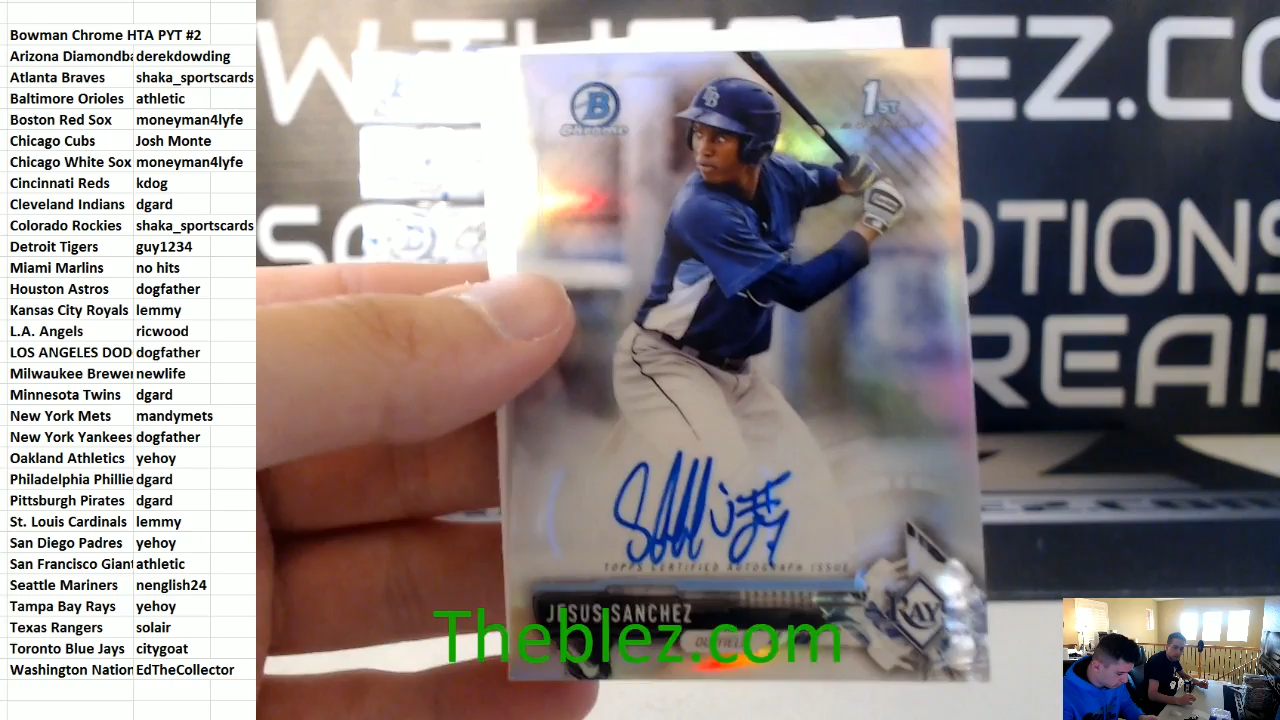 Bowman Chrome HTA PYT #2
Arizona Diamondba derekdowding
Atlanta Braves shaka_sportscards
Baltimore Orioles athletic
Boston Red Sox moneyman4lyfe
Chicago Cubs Josh Monte
Chicago White Sox moneyman4lyfe
Cincinnati Reds kdog
Cleveland Indians dgard
Colorado Rockies shaka_sportscards
Detroit Tigers guy1234
Miami Marlins no hits
Houston Astros dogfather
Kansas City Royals lemmy
L.A. Angels ricwood
LOS ANGELES DOD dogfather
Milwaukee Brewer newlife
Minnesota Twins dgard
New York Mets mandymets
New York Yankees dogfather
Oakland Athletics yehoy
Philadelphia Phillie dgard
Pittsburgh Pirates dgard
St. Louis Cardinals lemmy
San Diego Padres yehoy
San Francisco Giant athletic
Seattle Mariners nenglish24
Tampa Bay Rays yehoy
Texas Rangers solair
Toronto Blue Jays citygoat
Washington Nation EdTheCollector
B
Chrome
TB
1ST
TOPPS CERTIFIED AUTOGRAPH ISSUE
JESUS SANCHEZ
RAY
Theblez.com